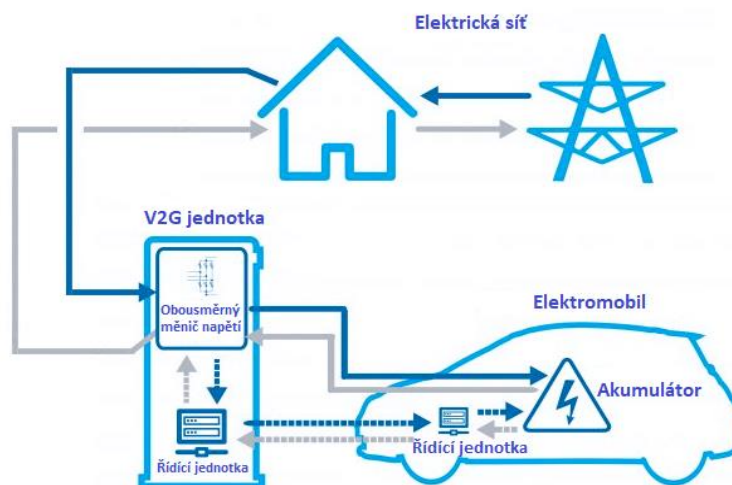 Elektrická síť
V2G jednotka
Obousměrný
měnič napětí
Elektromobil
Akumulátor
Řídící jednotka
Řídící jednotka